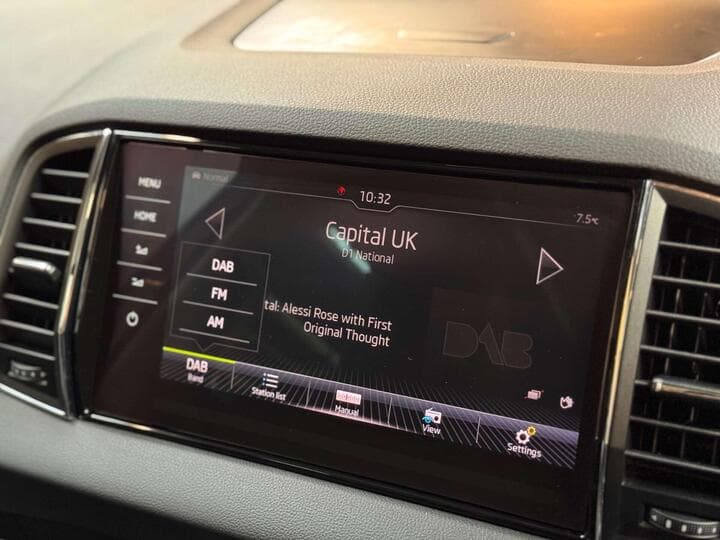 MENU
HOME
Normal
10:32
7.5°C
Capital UK
D1 National
DAB
FM
AM
tal: Alessi Rose with First
Original Thought
DAB
DAB
Band
Station list
Manual
View
Settings